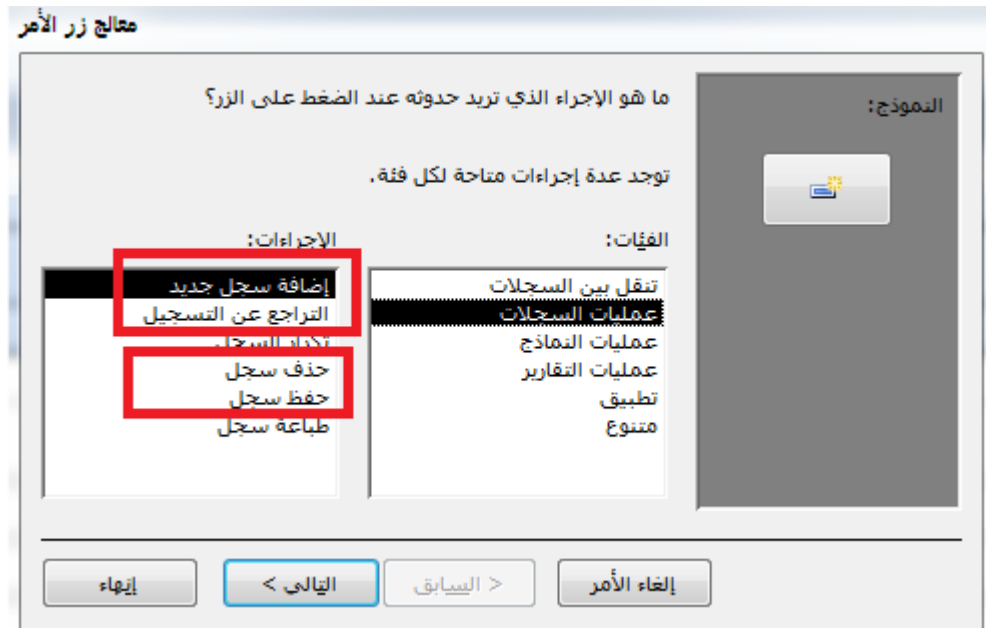 معالج زر الأمر
النموذج:
ما هو الإجراء الذي تريد حدوثه عند الضغط على الزر؟
توجد عدة إجراءات متاحة لكل فئة.
الفئات:
تنقل بين السجلات
عمليات السجلات
عمليات النماذج
عمليات التقارير
تطبيق
متنوع
الإجراءات:
إضافة سجل جديد
التراجع عن التسجيل
تكرار السجل
حذف سجل
حفظ سجل
طباعة سجل
إلغاء الأمر
< السابق
التالي >
إنهاء